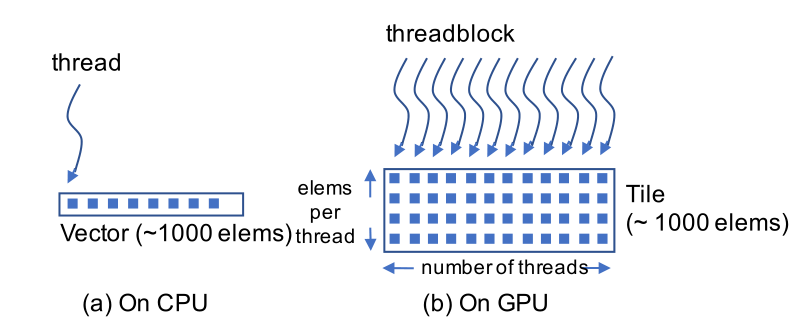 thread
Vector (~1000 elems)
(a) On CPU
threadblock
elems
per
thread
number of threads
Tile
(~ 1000 elems)
(b) On GPU